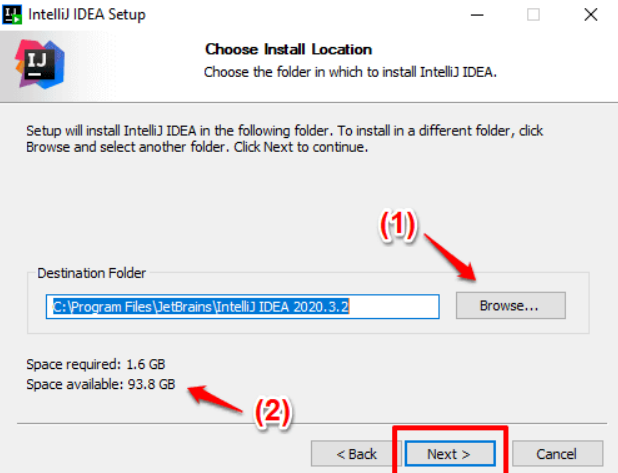 IntelliJ IDEA Setup
IJ
Choose Install Location
Choose the folder in which to install IntelliJ IDEA.
Setup will install IntelliJ IDEA in the following folder. To install in a different folder, click
Browse and select another folder. Click Next to continue.
(1)
Destination Folder
C:\Program Files\JetBrains\IntelliJ IDEA 2020.3.2
Browse...
Space required: 1.6 GB
Space available: 93.8 GB
(2)
< Back Next > Cancel